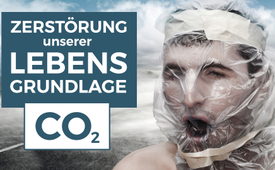 ZERSTÖRUNG
unserer
LEBENS
GRUNDLAGE
CO₂